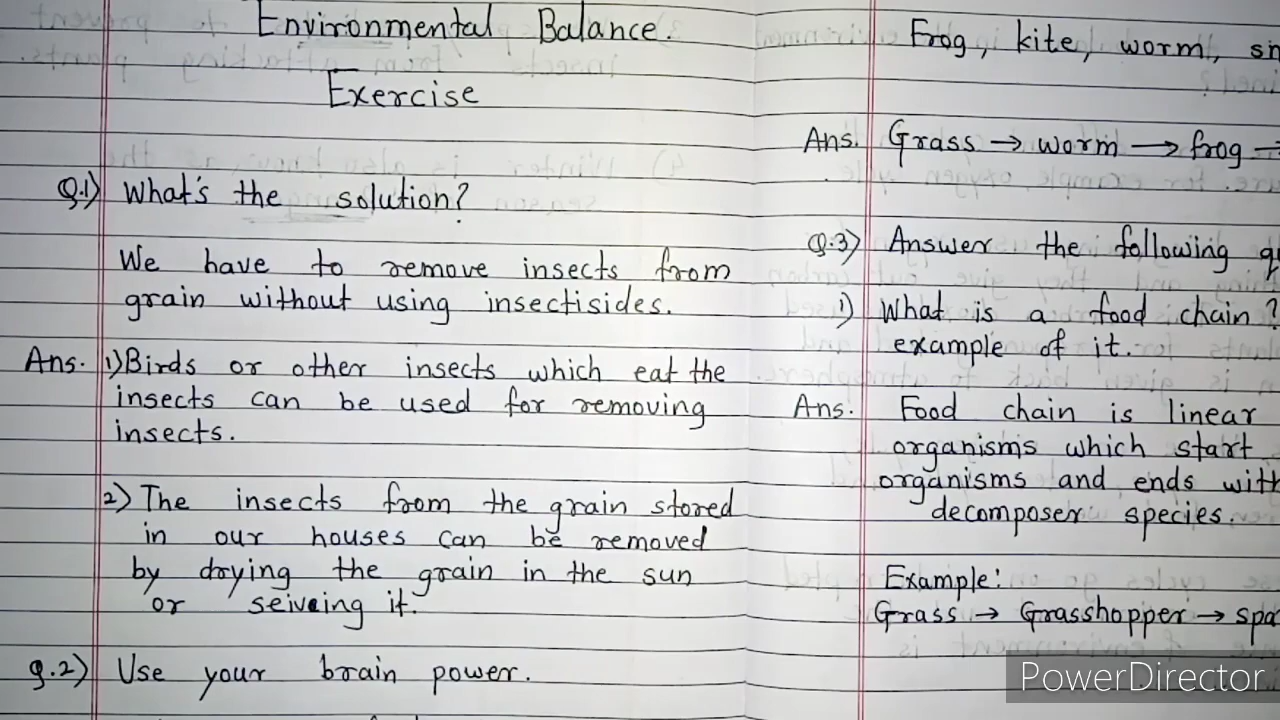 Environmental Balance.
Exercise
Q.1) What's the solution?
We have to remove insects from
grain without using insectisides.
Ans. 1) Birds or other insects which eat the
insects can be used for removing
insects.
2) The insects from the grain stored
in our houses can be removed
by drying the grain in the sun
or seiveing it.
Q.2) Use your brain power.
Frog, kite, worm,
Ans. Grass → worm → frog →
Q.3) Answer the following
i) What is a food chain?
example of it.
Ans. Food chain is linear
organisms which start
organisms and ends with
decomposer species.
Example:
Grass → Grasshopper →
PowerDirector